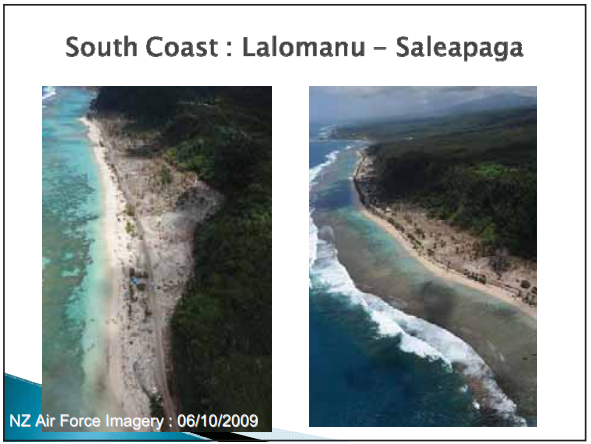 South Coast : Lalomanu – Saleapaga
NZ Air Force Imagery : 06/10/2009